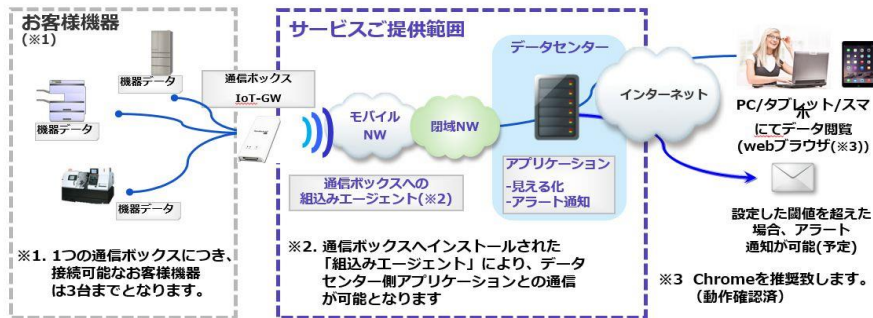 お客様機器
(※1)
機器データ
機器データ
機器データ
通信ボックス
IoT-GW
※1. 1つの通信ボックスにつき、
接続可能なお客様機器
は3台までとなります。
サービスご提供範囲
モバイル
NW
閉域NW
データセンター
通信ボックスへの
組込みエージェント(※2)
アプリケーション
-見える化
-アラート通知
※2. 通信ボックスへインストールされた
「組込みエージェント」により、データ
センター側アプリケーションとの通信
が可能となります
インターネット
PC/タブレット/スマ
ホ
にてデータ閲覧
(webブラウザ(※3))
設定した閾値を超えた
場合、アラート
通知が可能(予定)
※3 Chromeを推奨致します。
（動作確認済）